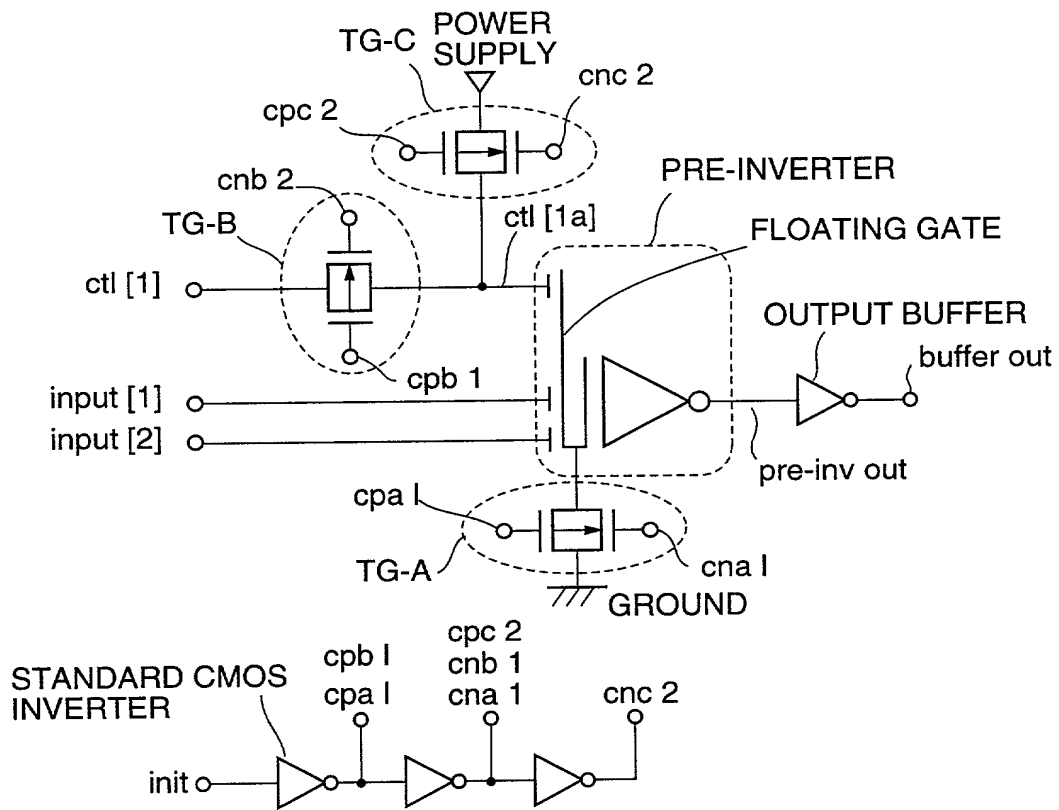 TG-C
POWER
SUPPLY
cpc 2
cnc 2
PRE-INVERTER
cnb 2
TG-B
ctl [1a]
FLOATING GATE
ctl [1]
OUTPUT BUFFER
cpb 1
buffer out
input [1]
input [2]
pre-inv out
cpa l
TG-A
cna l
GROUND
STANDARD CMOS
INVERTER
cpb l
cpa l
cpc 2
cnb 1
cna 1
cnc 2
init